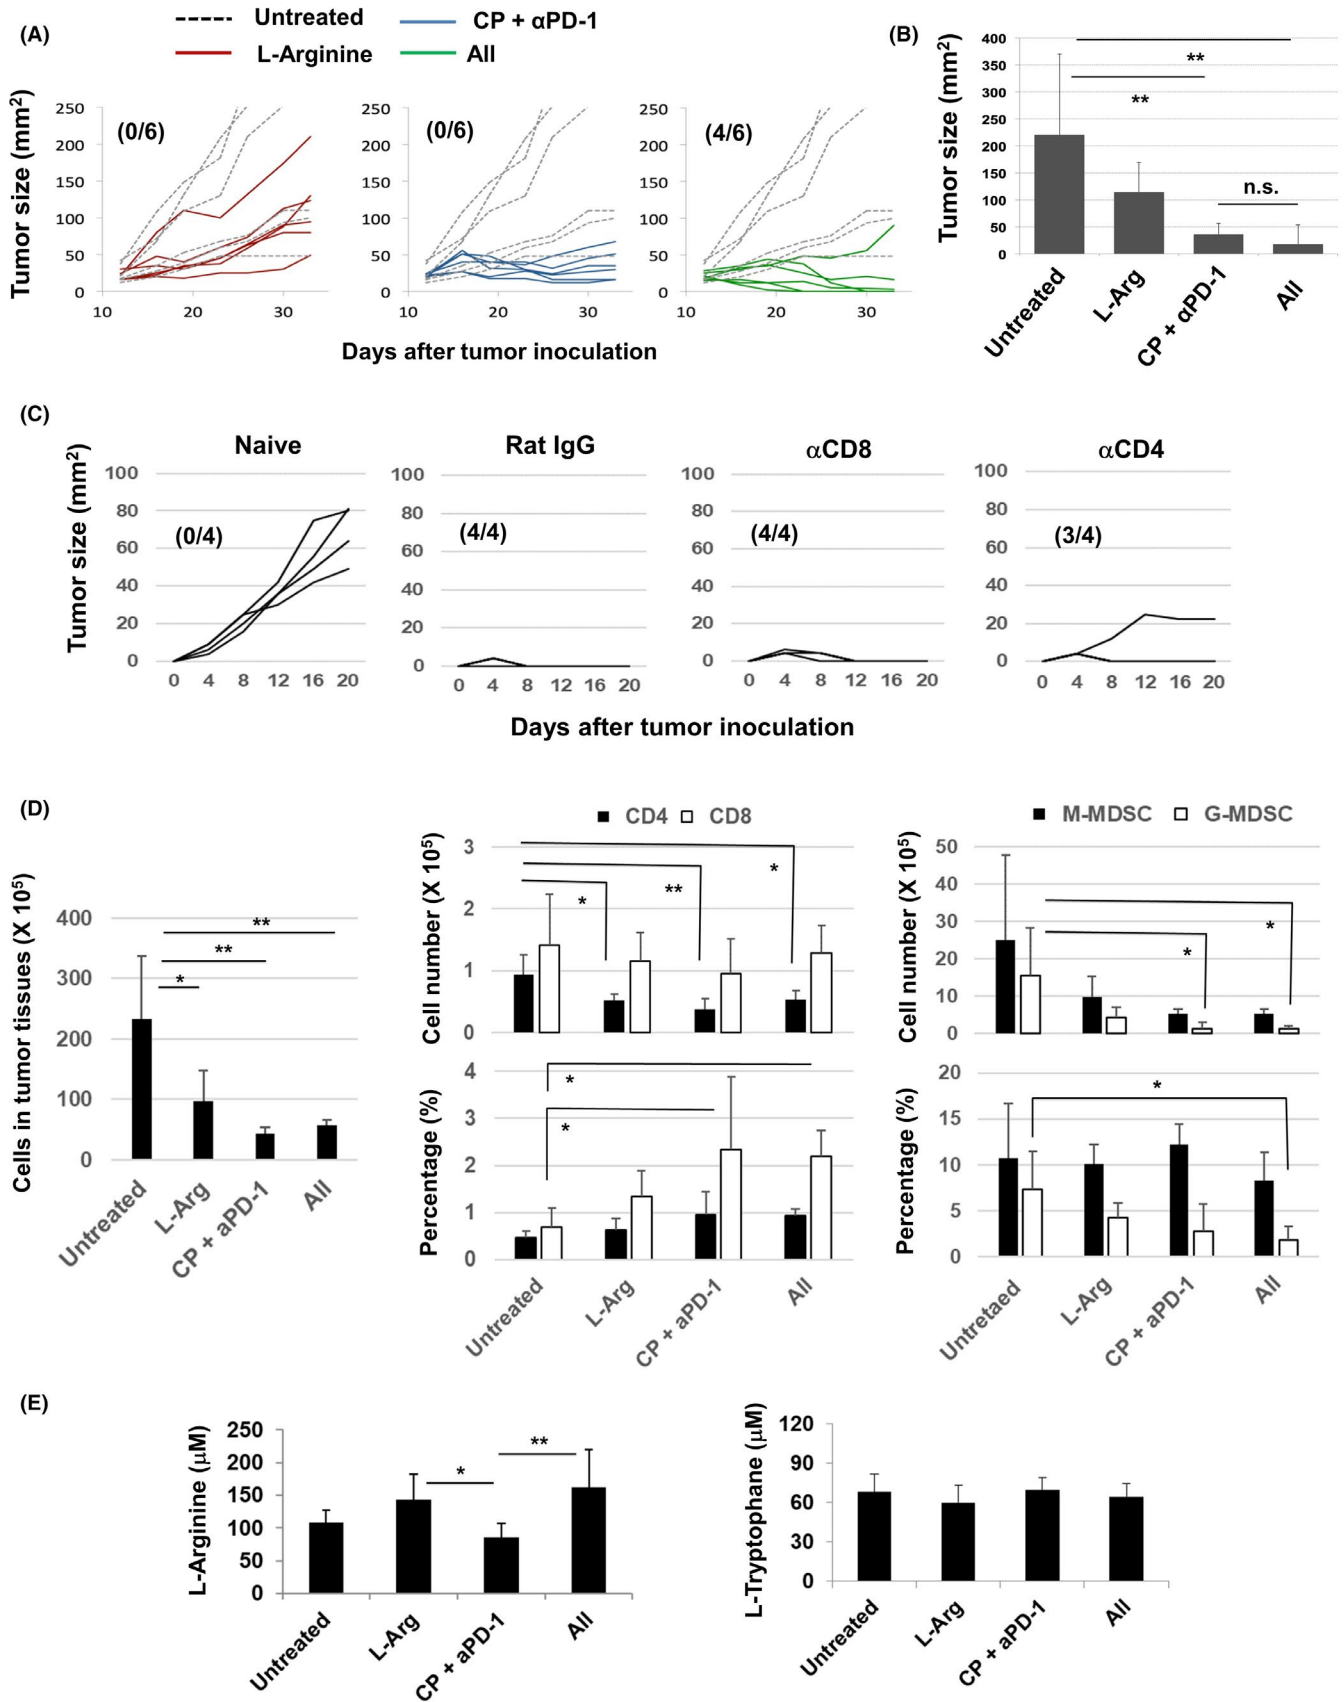 (A)
Untreated
CP + αPD-1
L-Arginine
All
Tumor size (mm²)
250
200
150
100
50
0
(0/6)
10
20
30
250
200
150
100
50
0
(0/6)
10
20
30
250
200
150
100
50
0
(4/6)
10
20
30
Days after tumor inoculation
(B)
Tumor size (mm²)
400
350
300
250
200
150
100
50
0
**
**
n.s.
Untreated
L-Arg
CP + αPD-1
All
(C)
Tumor size (mm²)
Naive
100
80
60
40
20
0
(0/4)
0 4 8 12 16 20
Rat IgG
100
80
60
40
20
0
(4/4)
0 4 8 12 16 20
αCD8
100
80
60
40
20
0
(4/4)
0 4 8 12 16 20
αCD4
100
80
60
40
20
0
(3/4)
0 4 8 12 16 20
Days after tumor inoculation
(D)
Cells in tumor tissues (X 10⁵)
400
300
200
100
0
**
**
*
Untreated
L-Arg
CP + aPD-1
All
CD4 CD8
Cell number (X 10⁵)
3
2
1
0
*
**
*
Percentage (%)
4
3
2
1
0
*
*
Untreated
L-Arg
CP + aPD-1
All
M-MDSC G-MDSC
Cell number (X 10⁵)
50
40
30
20
10
0
*
*
Percentage (%)
20
15
10
5
0
*
Untretaed
L-Arg
CP + aPD-1
All
(E)
L-Arginine (μM)
250
200
150
100
50
0
*
**
Untreated
L-Arg
CP + aPD-1
All
L-Tryptophane (μM)
120
90
60
30
0
Untreated
L-Arg
CP + aPD-1
All